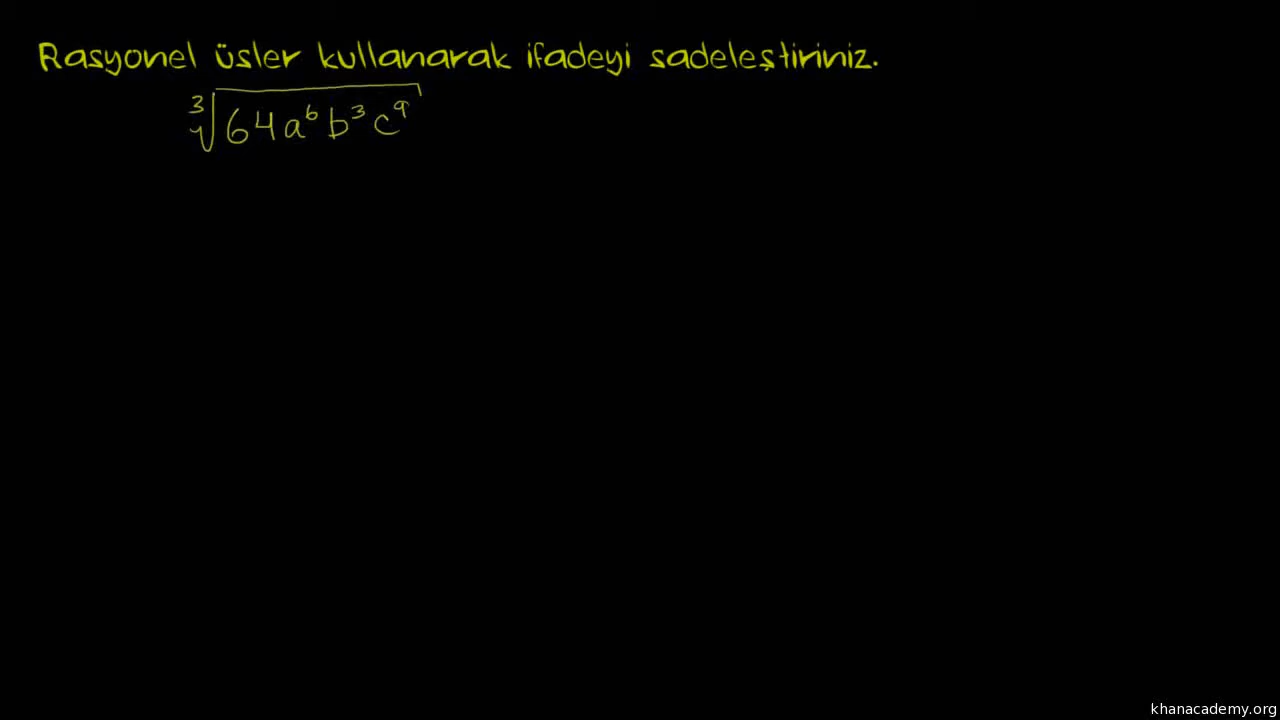 Rasyonel üsler kullanarak ifadeyi sadeleştiriniz.
∛64a⁶b³c⁹
khanacademy.org